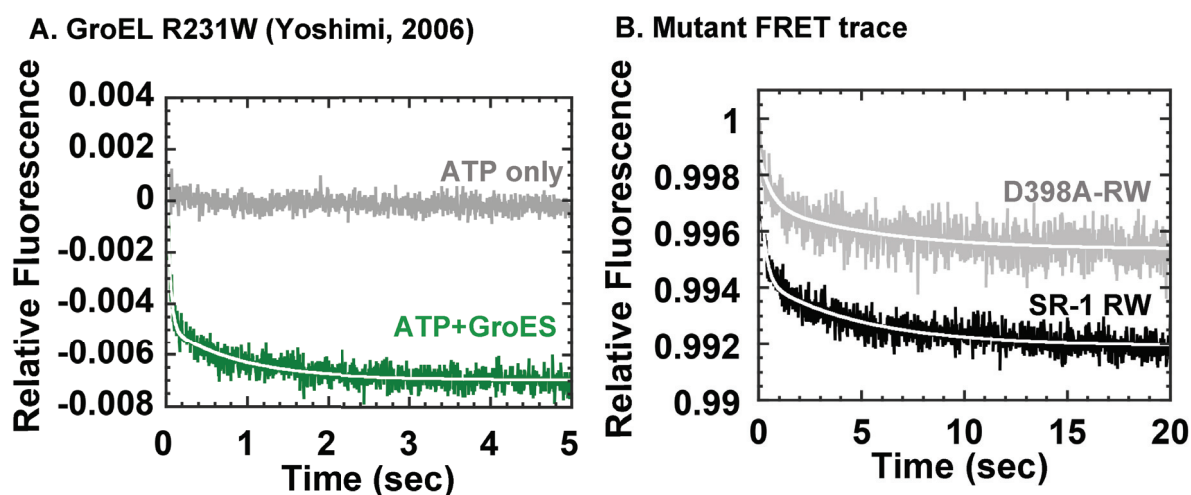 A. GroEL R231W (Yoshimi, 2006)
Relative Fluorescence
0.004
0.002
0
-0.002
-0.004
-0.006
-0.008
ATP only
ATP+GroES
0 1 2 3 4 5
Time (sec)
B. Mutant FRET trace
Relative Fluorescence
1
0.998
0.996
0.994
0.992
0.99
D398A-RW
SR-1 RW
0 5 10 15 20
Time (sec)